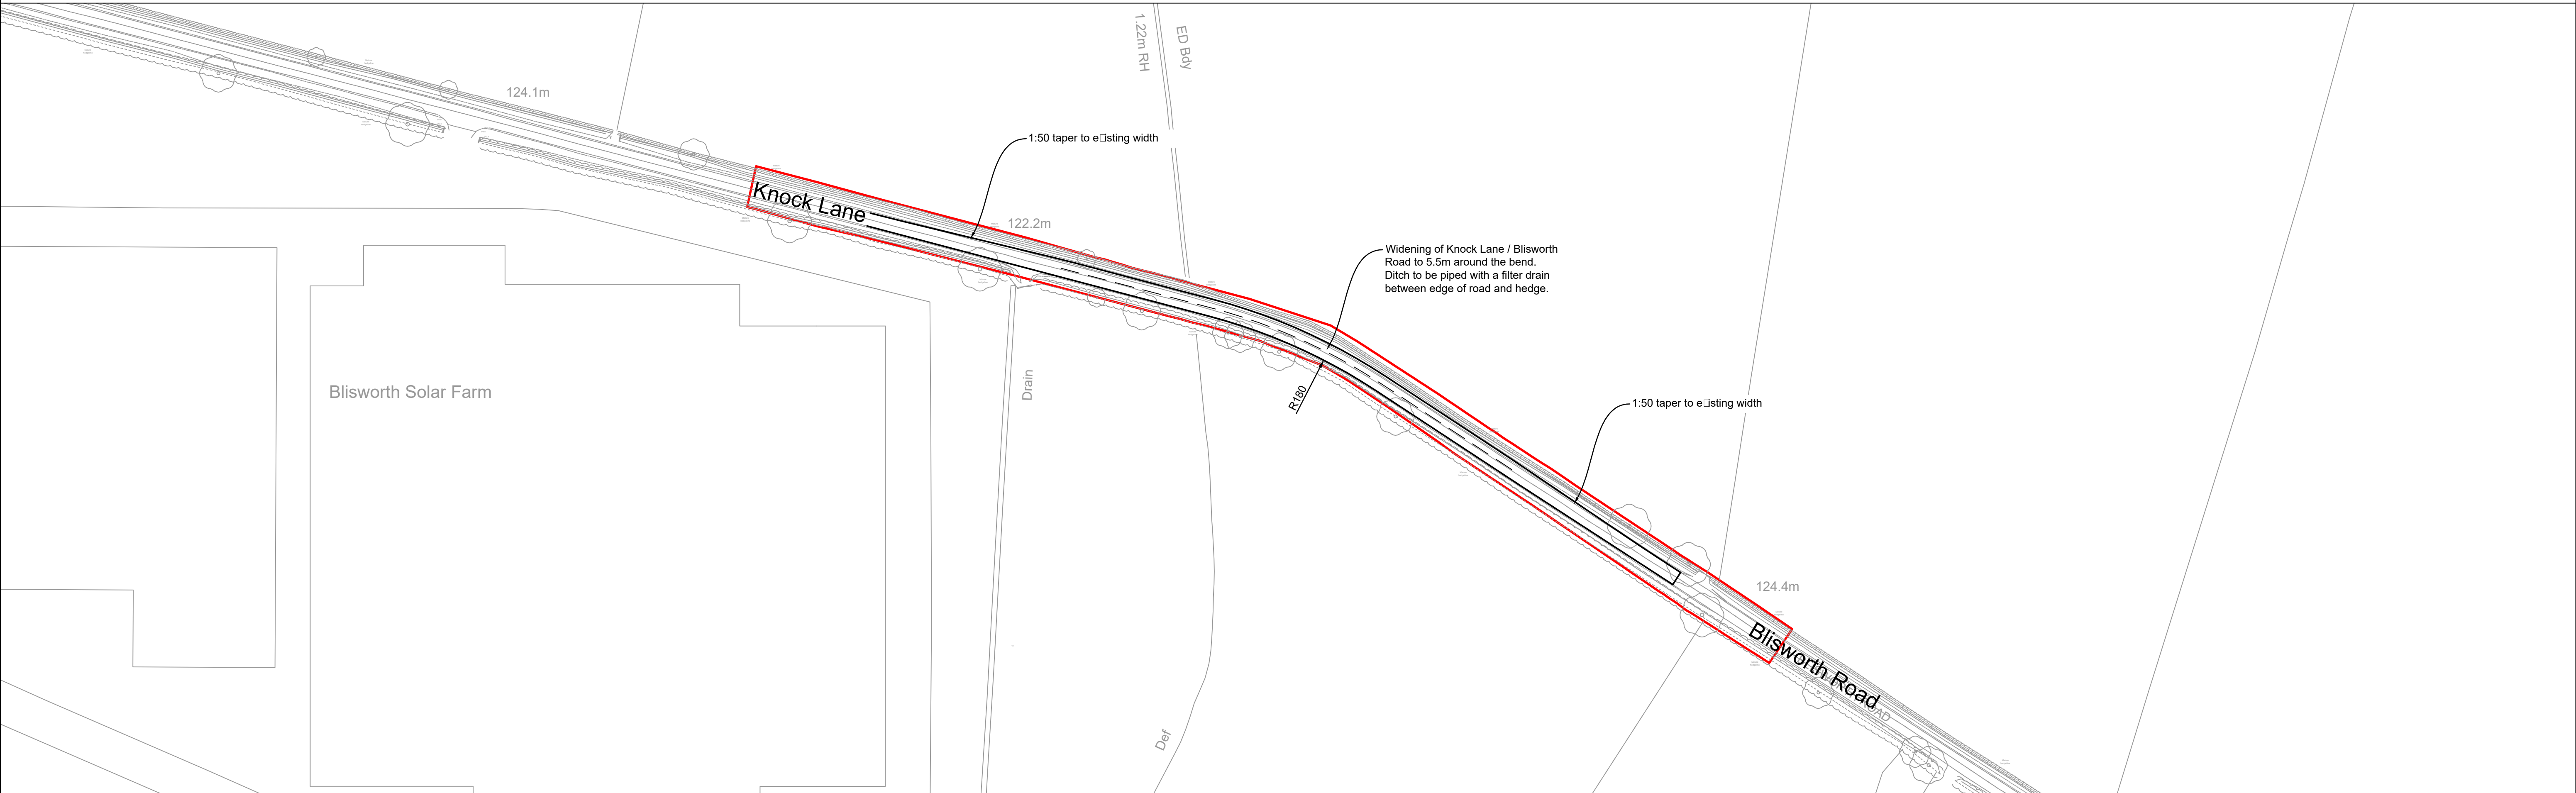 1.22m RH
ED Bdy
124.1m
1:50 taper to e□isting width
Knock Lane
122.2m
Widening of Knock Lane / Blisworth
Road to 5.5m around the bend.
Ditch to be piped with a filter drain
between edge of road and hedge.
Blisworth Solar Farm
Drain
R180
1:50 taper to e□isting width
124.4m
Blisworth Road
Def